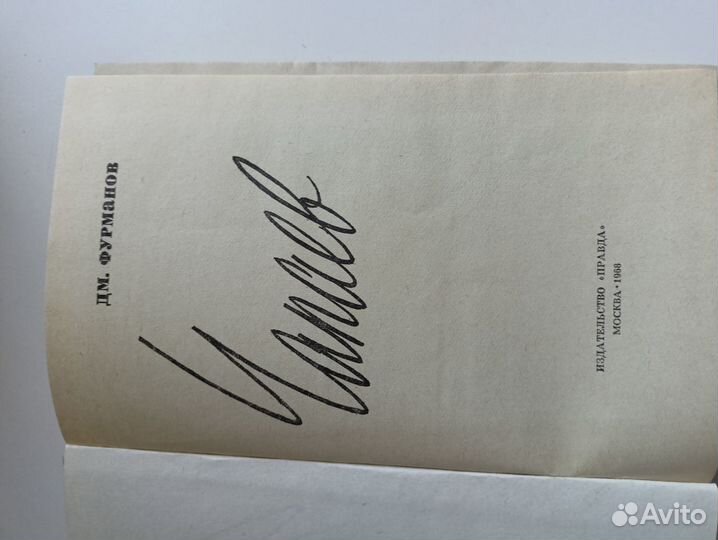 ДМ. ФУРМАНОВ
Чапаев
ИЗДАТЕЛЬСТВО «ПРАВДА»
МОСКВА • 1968
Avito